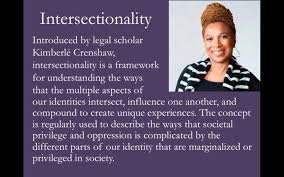 Intersectionality
Introduced by legal scholar
Kimberlé Crenshaw,
intersectionality is a framework
for understanding the ways
that the multiple aspects of
our identities intersect, influence one another, and
compound to create unique experiences. The concept
is regularly used to describe the ways that societal
privilege and oppression is complicated by the
different parts of our identity that are marginalized or
privileged in society.